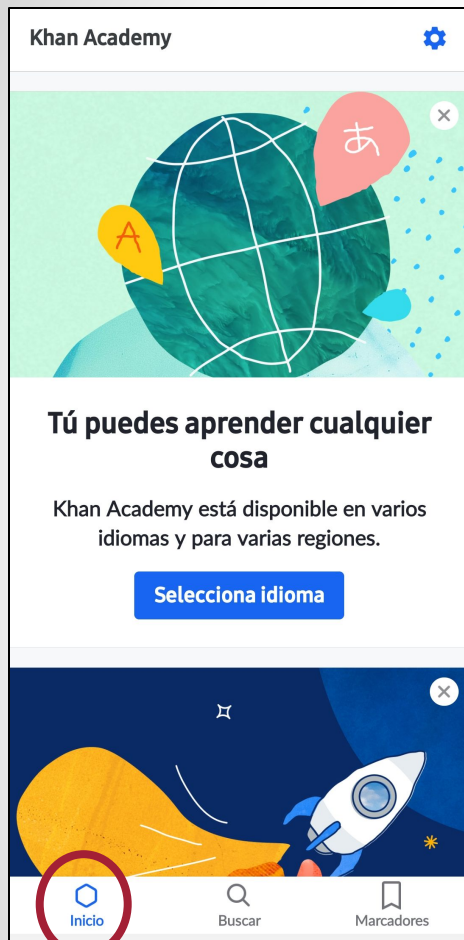 Khan Academy
あ
A
Tú puedes aprender cualquier
cosa
Khan Academy está disponible en varios
idiomas y para varias regiones.
Selecciona idioma
Inicio
Buscar
Marcadores